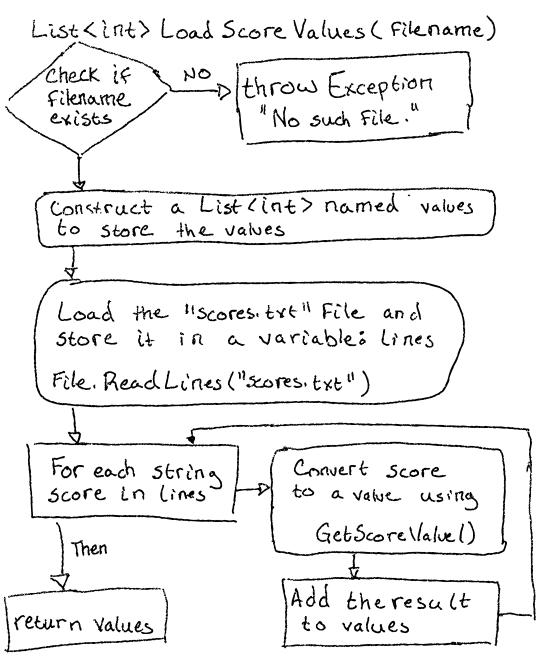 List<int> Load Score Values(filename)
Check if
filename
exists
NO
throw Exception
"No such file."
Construct a List<int> named values
to store the values
Load the "scores.txt" File and
store it in a variable: lines
File.ReadLines("scores.txt")
For each string
score in lines
Convert score
to a value using
GetScoreValue()
Then
Add the result
to values
return values